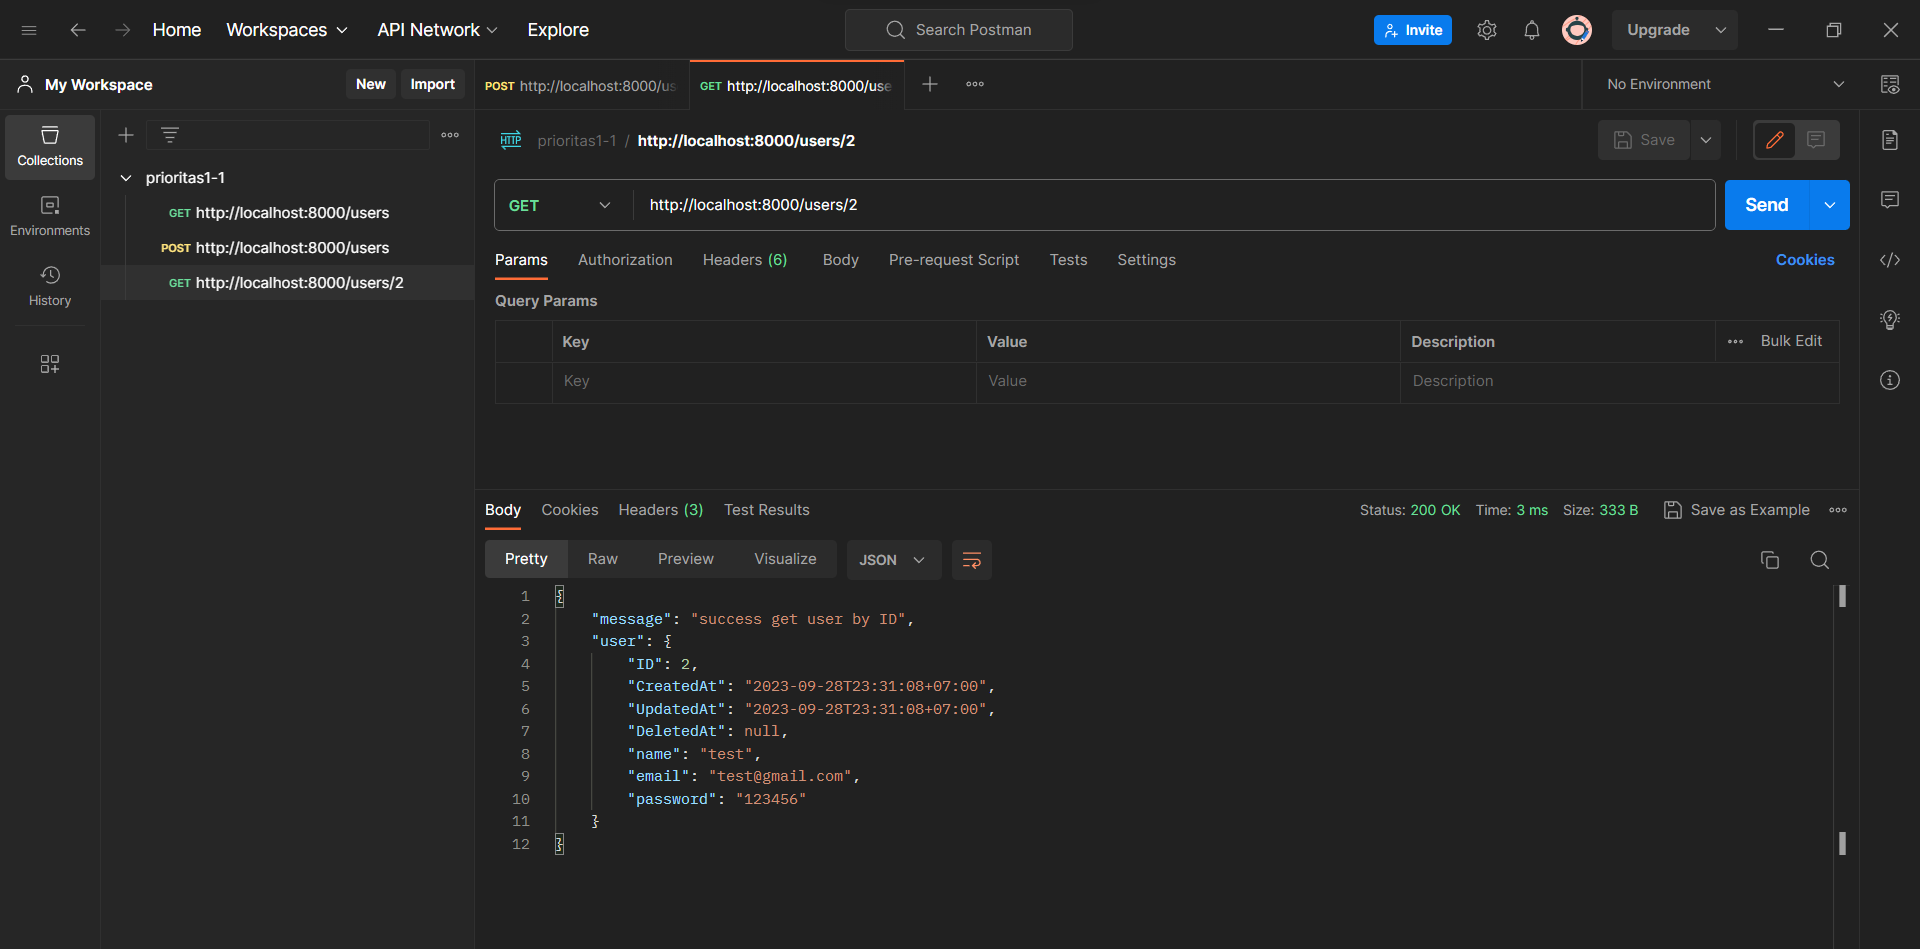 Home Workspaces API Network Explore Search Postman Invite Upgrade
My Workspace New Import POST http://localhost:8000/us GET http://localhost:8000/use No Environment
Collections
Environments
History
prioritas1-1
GET http://localhost:8000/users
POST http://localhost:8000/users
GET http://localhost:8000/users/2
HTTP prioritas1-1 / http://localhost:8000/users/2 Save
GET http://localhost:8000/users/2 Send
Params Authorization Headers (6) Body Pre-request Script Tests Settings Cookies
Query Params
Key Value Description Bulk Edit
Key Value Description
Body Cookies Headers (3) Test Results Status: 200 OK Time: 3 ms Size: 333 B Save as Example
Pretty Raw Preview Visualize JSON
1 {
2 "message": "success get user by ID",
3 "user": {
4 "ID": 2,
5 "CreatedAt": "2023-09-28T23:31:08+07:00",
6 "UpdatedAt": "2023-09-28T23:31:08+07:00",
7 "DeletedAt": null,
8 "name": "test",
9 "email": "test@gmail.com",
10 "password": "123456"
11 }
12 }